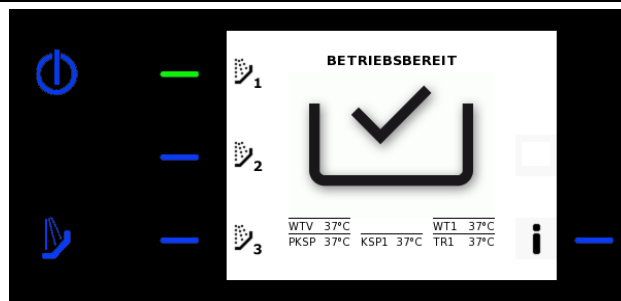 BETRIEBSBEREIT
1
2
3
WTV 37°C WT1 37°C
PKSP 37°C KSP1 37°C TR1 37°C
i